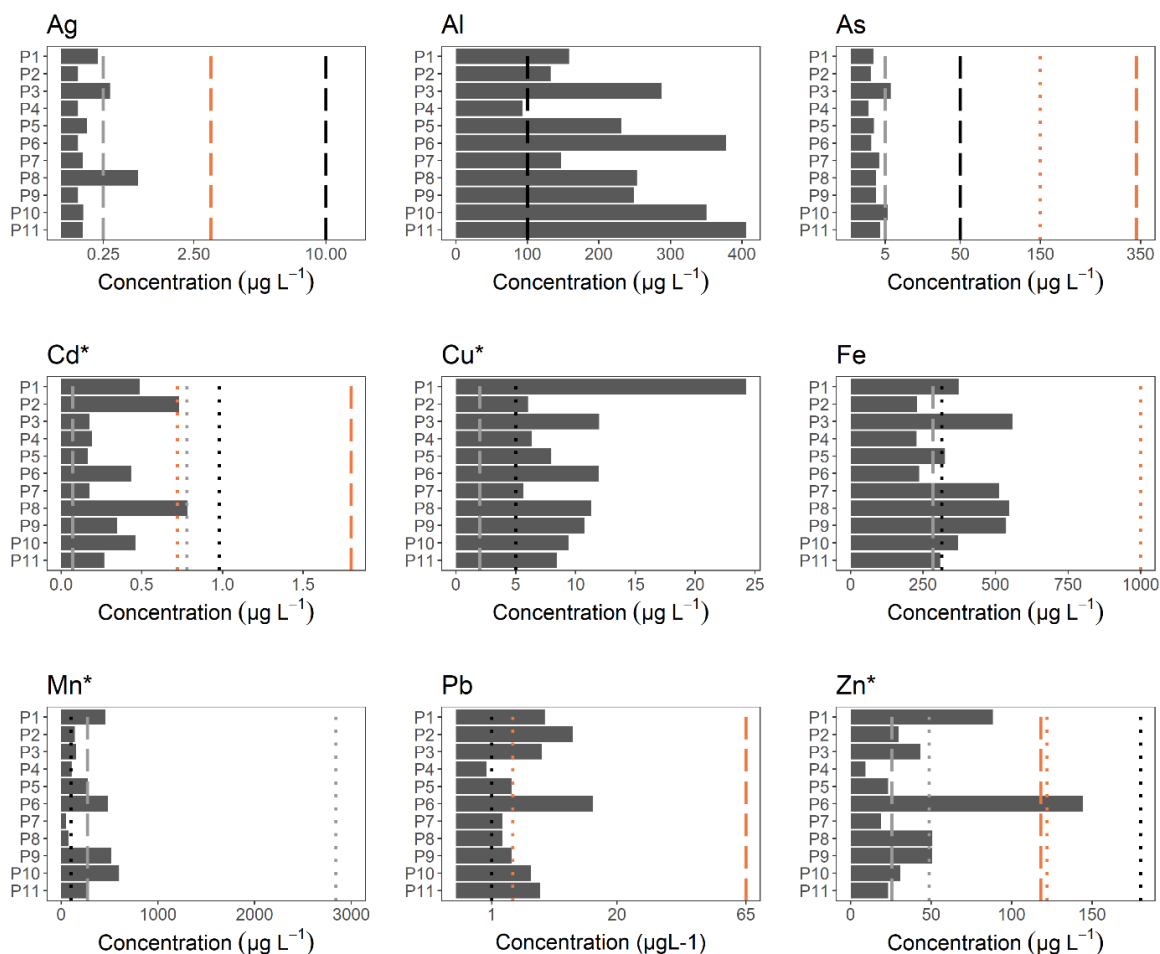 Ag
P1
P2
P3
P4
P5
P6
P7
P8
P9
P10
P11
0.25 2.50 10.00
Concentration (µg L⁻¹)
Al
P1
P2
P3
P4
P5
P6
P7
P8
P9
P10
P11
0 100 200 300 400
Concentration (µg L⁻¹)
As
P1
P2
P3
P4
P5
P6
P7
P8
P9
P10
P11
5 50 150 350
Concentration (µg L⁻¹)
Cd*
P1
P2
P3
P4
P5
P6
P7
P8
P9
P10
P11
0.0 0.5 1.0 1.5
Concentration (µg L⁻¹)
Cu*
P1
P2
P3
P4
P5
P6
P7
P8
P9
P10
P11
0 5 10 15 20 25
Concentration (µg L⁻¹)
Fe
P1
P2
P3
P4
P5
P6
P7
P8
P9
P10
P11
0 250 500 750 1000
Concentration (µg L⁻¹)
Mn*
P1
P2
P3
P4
P5
P6
P7
P8
P9
P10
P11
0 1000 2000 3000
Concentration (µg L⁻¹)
Pb
P1
P2
P3
P4
P5
P6
P7
P8
P9
P10
P11
1 20 65
Concentration (µgL-1)
Zn*
P1
P2
P3
P4
P5
P6
P7
P8
P9
P10
P11
0 50 100 150
Concentration (µg L⁻¹)